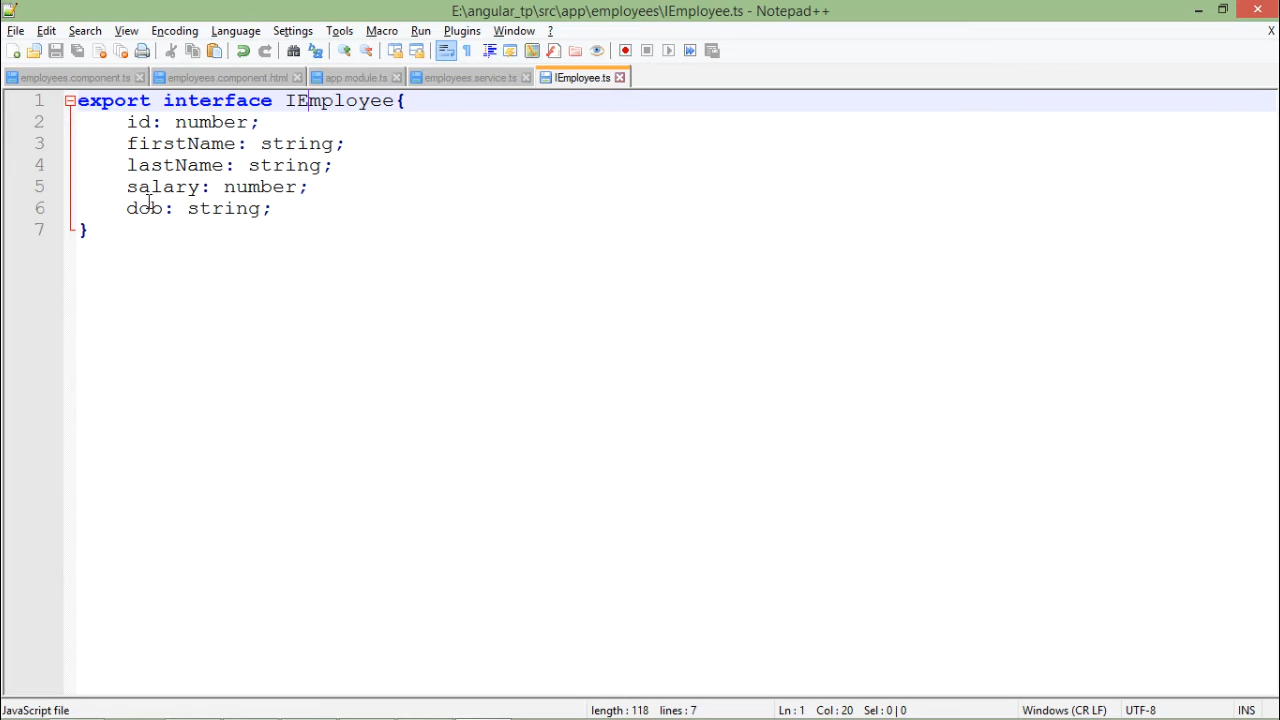 E:\angular_tp\src\app\employees\IEmployee.ts - Notepad++
File Edit Search View Encoding Language Settings Tools Macro Run Plugins Window ? X
employees.component.ts employees.component.html app.module.ts employees.service.ts IEmployee.ts
1 export interface IEmployee{
2 id: number;
3 firstName: string;
4 lastName: string;
5 salary: number;
6 dob: string;
7 }
JavaScript file length : 118 lines : 7 Ln : 1 Col : 20 Sel : 0 | 0 Windows (CR LF) UTF-8 INS